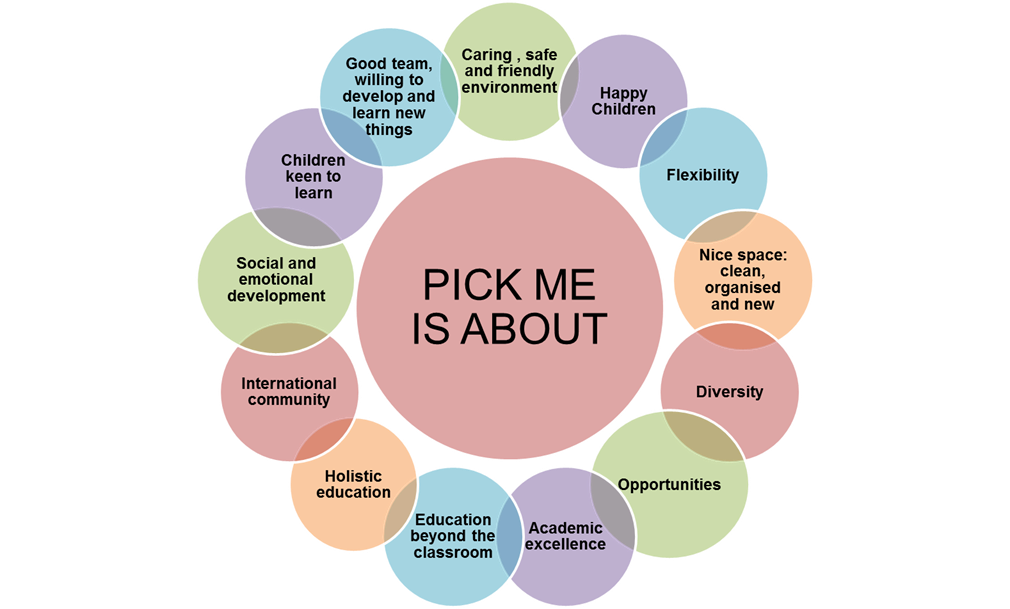 PICK ME
IS ABOUT
Caring , safe
and friendly
environment
Happy
Children
Flexibility
Nice space:
clean,
organised
and new
Diversity
Opportunities
Academic
excellence
Education
beyond the
classroom
Holistic
education
International
community
Social and
emotional
development
Children
keen to
learn
Good team,
willing to
develop and
learn new
things